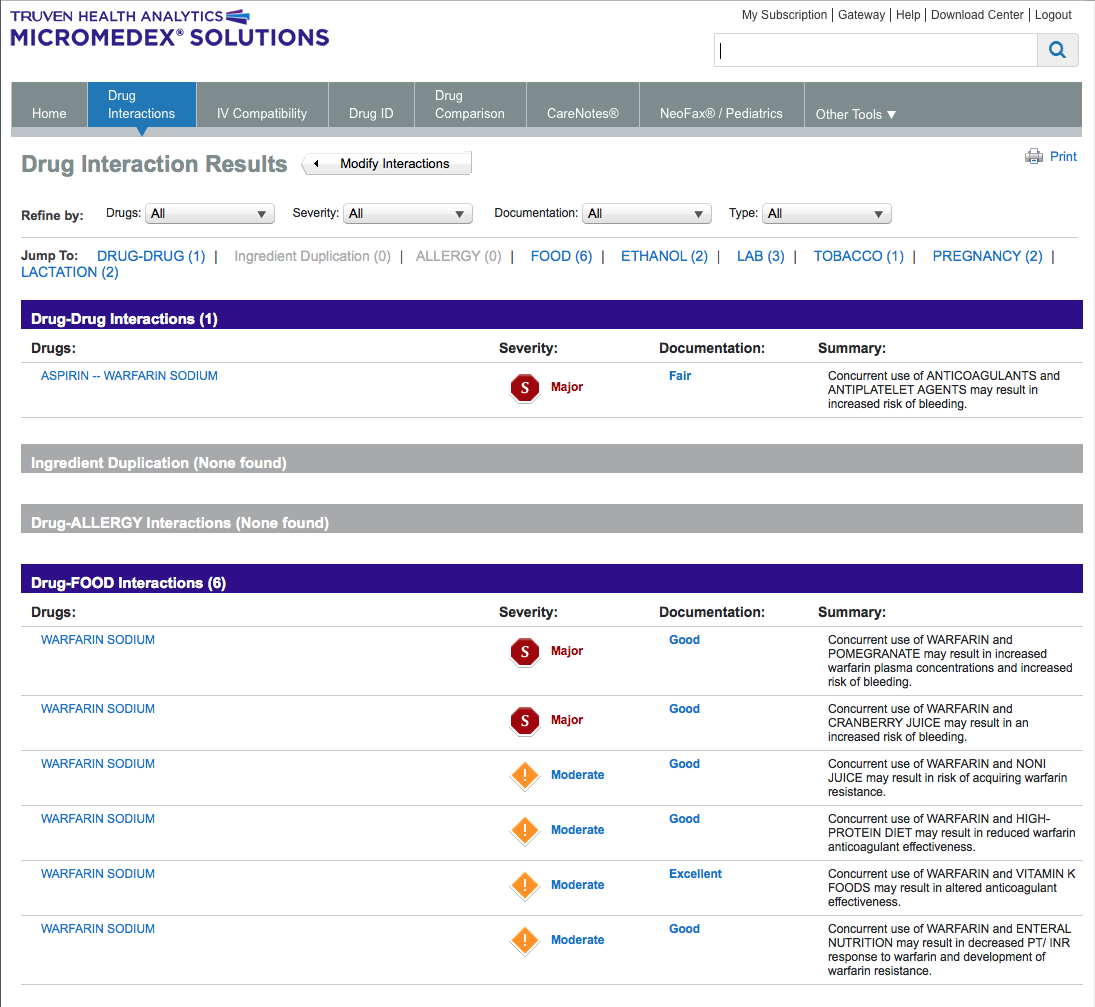 TRUVEN HEALTH ANALYTICS
MICROMEDEX® SOLUTIONS
My Subscription | Gateway | Help | Download Center | Logout
Home
Drug
Interactions
IV Compatibility
Drug ID
Drug
Comparison
CareNotes®
NeoFax® / Pediatrics
Other Tools ▼
Drug Interaction Results
Modify Interactions
Print
Refine by: Drugs: All Severity: All Documentation: All Type: All
Jump To: DRUG-DRUG (1) | Ingredient Duplication (0) | ALLERGY (0) | FOOD (6) | ETHANOL (2) | LAB (3) | TOBACCO (1) | PREGNANCY (2) |
LACTATION (2)
Drug-Drug Interactions (1)
Drugs: Severity: Documentation: Summary:
ASPIRIN -- WARFARIN SODIUM
S Major
Fair
Concurrent use of ANTICOAGULANTS and
ANTIPLATELET AGENTS may result in
increased risk of bleeding.
Ingredient Duplication (None found)
Drug-ALLERGY Interactions (None found)
Drug-FOOD Interactions (6)
Drugs: Severity: Documentation: Summary:
WARFARIN SODIUM
S Major
Good
Concurrent use of WARFARIN and
POMEGRANATE may result in increased
warfarin plasma concentrations and increased
risk of bleeding.
WARFARIN SODIUM
S Major
Good
Concurrent use of WARFARIN and
CRANBERRY JUICE may result in an
increased risk of bleeding.
WARFARIN SODIUM
! Moderate
Good
Concurrent use of WARFARIN and NONI
JUICE may result in risk of acquiring warfarin
resistance.
WARFARIN SODIUM
! Moderate
Good
Concurrent use of WARFARIN and HIGH-
PROTEIN DIET may result in reduced warfarin
anticoagulant effectiveness.
WARFARIN SODIUM
! Moderate
Excellent
Concurrent use of WARFARIN and VITAMIN K
FOODS may result in altered anticoagulant
effectiveness.
WARFARIN SODIUM
! Moderate
Good
Concurrent use of WARFARIN and ENTERAL
NUTRITION may result in decreased PT/ INR
response to warfarin and development of
warfarin resistance.